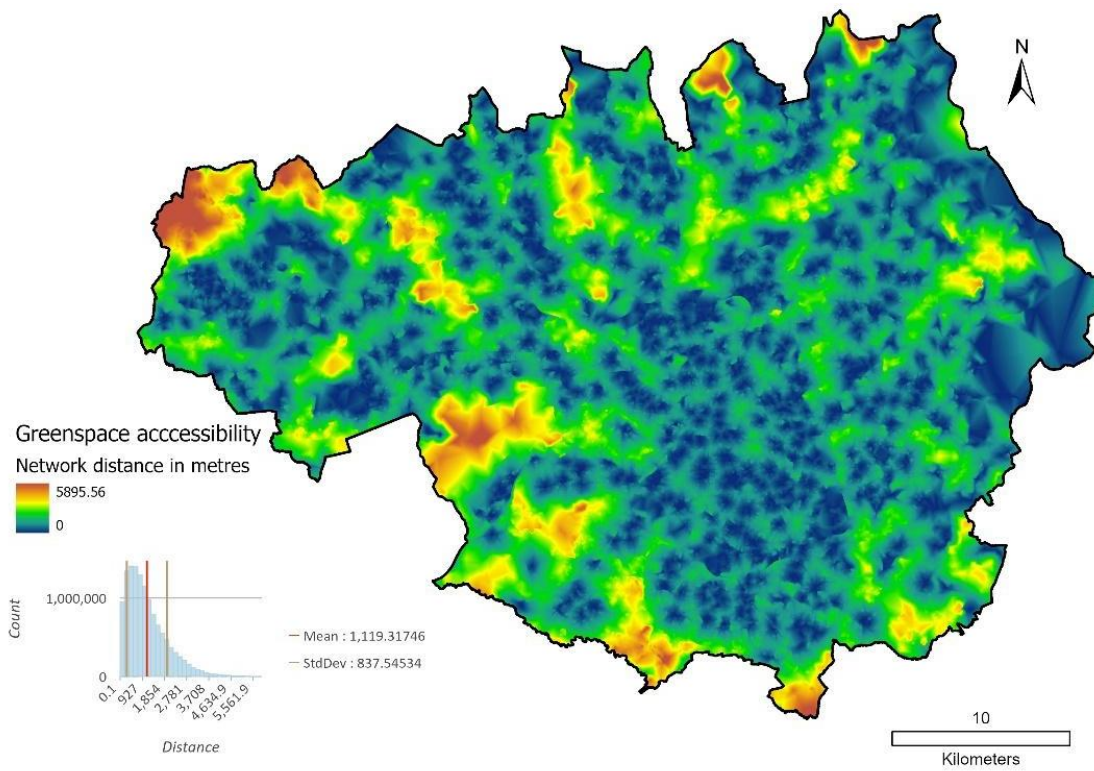 N
Greenspace acccessibility
Network distance in metres
5895.56
0
Count
1,000,000
0
0.1
927
1,854
2,781
3,708
4,634.9
5,561.9
Distance
Mean : 1,119.31746
StdDev : 837.54534
10
Kilometers